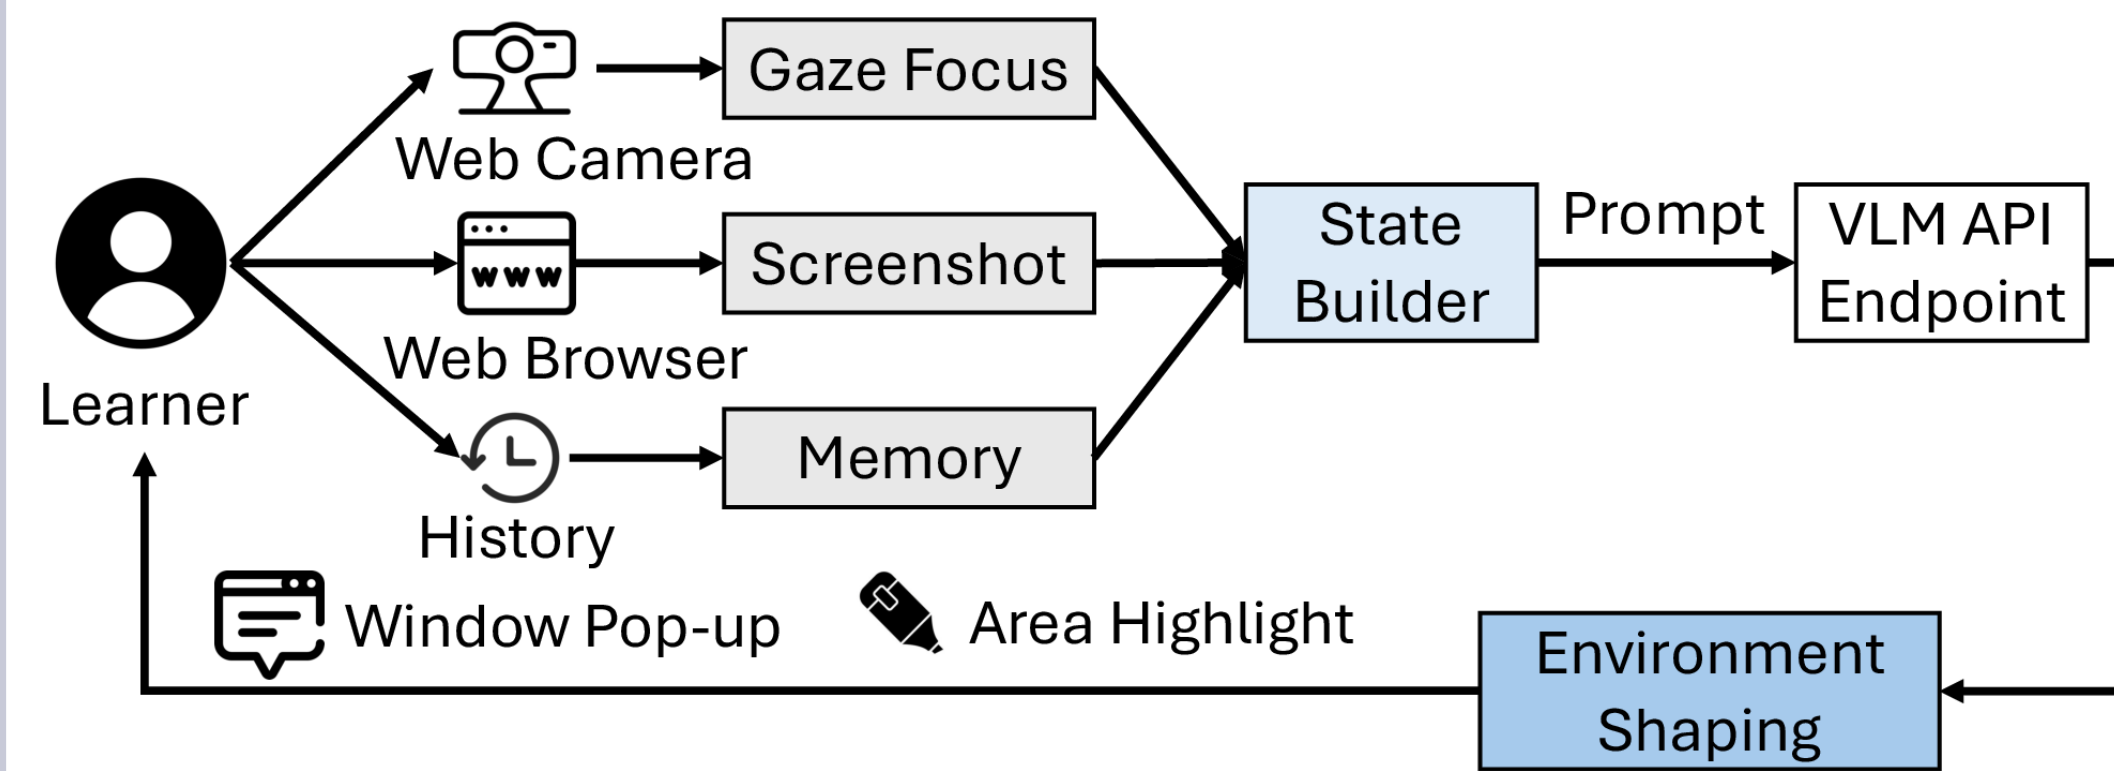 Gaze Focus
Web Camera
www
Screenshot
Web Browser
Learner
Memory
History
State
Builder
Prompt
VLM API
Endpoint
Window Pop-up
Area Highlight
Environment
Shaping